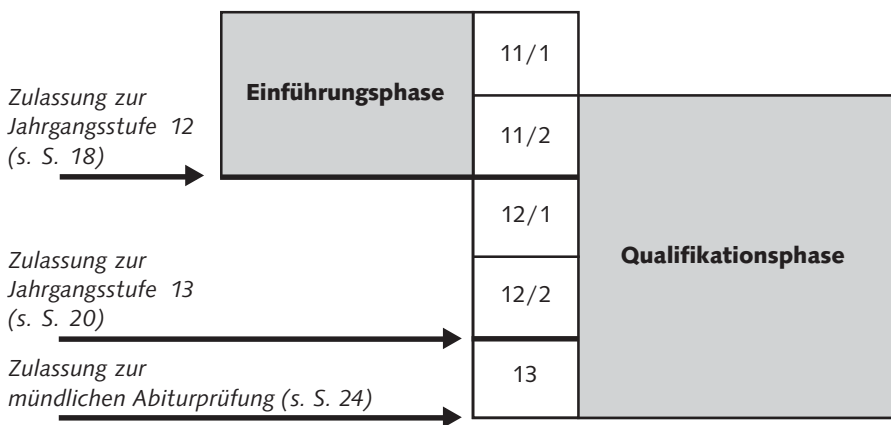 11/1
Einführungsphase
Zulassung zur
Jahrgangsstufe 12
(s. S. 18)
11/2
12/1
Qualifikationsphase
Zulassung zur
Jahrgangsstufe 13
(s. S. 20)
12/2
Zulassung zur
mündlichen Abiturprüfung (s. S. 24)
13